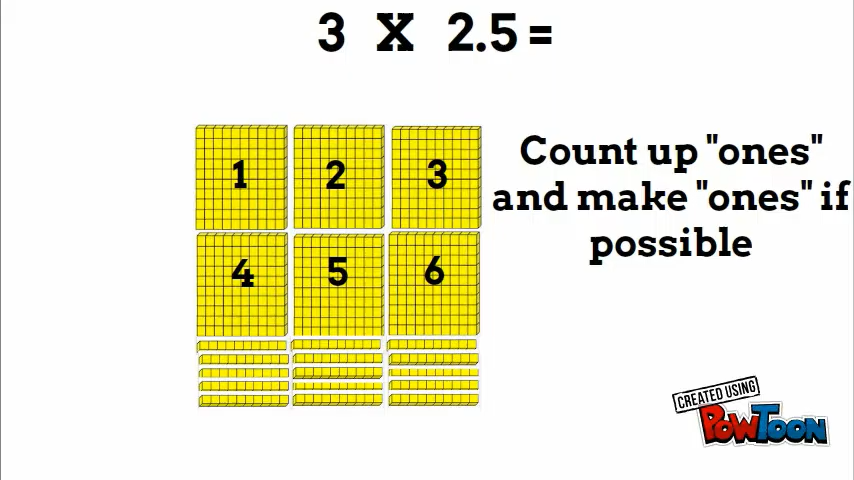 3 X 2.5 =
1 2 3
Count up "ones"
and make "ones" if
possible
4 5 6
CREATED USING
POWTOON